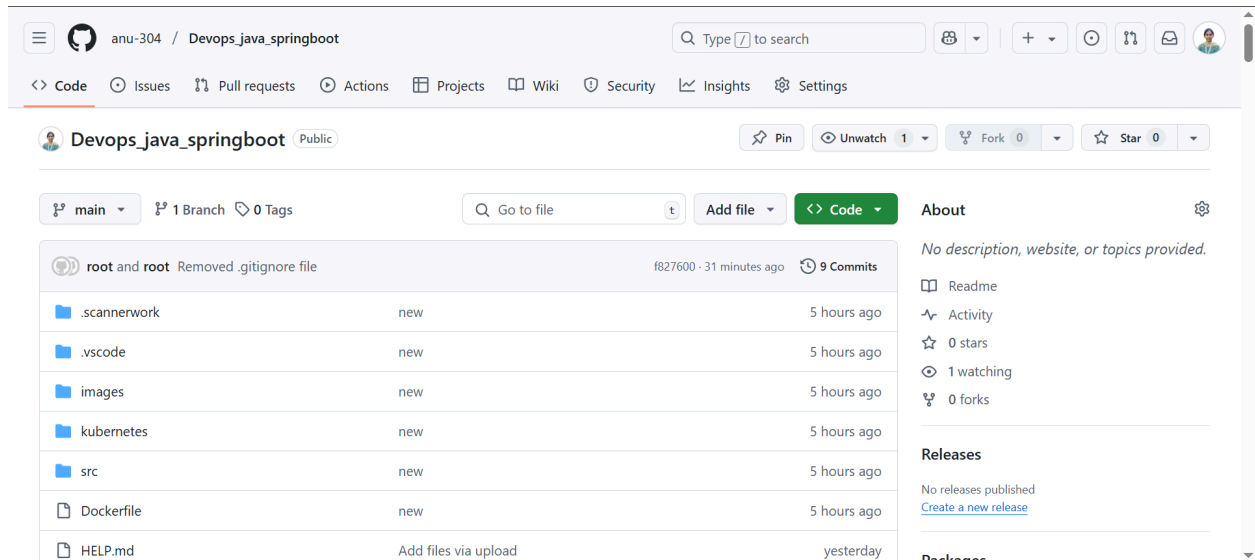 anu-304 / Devops_java_springboot
Type / to search
Code Issues Pull requests Actions Projects Wiki Security Insights Settings
Devops_java_springboot Public
Pin Unwatch 1 Fork 0 Star 0
main 1 Branch 0 Tags
Go to file t Add file Code
root and root Removed .gitignore file f827600 · 31 minutes ago 9 Commits
.scannerwork new 5 hours ago
.vscode new 5 hours ago
images new 5 hours ago
kubernetes new 5 hours ago
src new 5 hours ago
Dockerfile new 5 hours ago
HELP.md Add files via upload yesterday
About
No description, website, or topics provided.
Readme
Activity
0 stars
1 watching
0 forks
Releases
No releases published
Create a new release
Packages